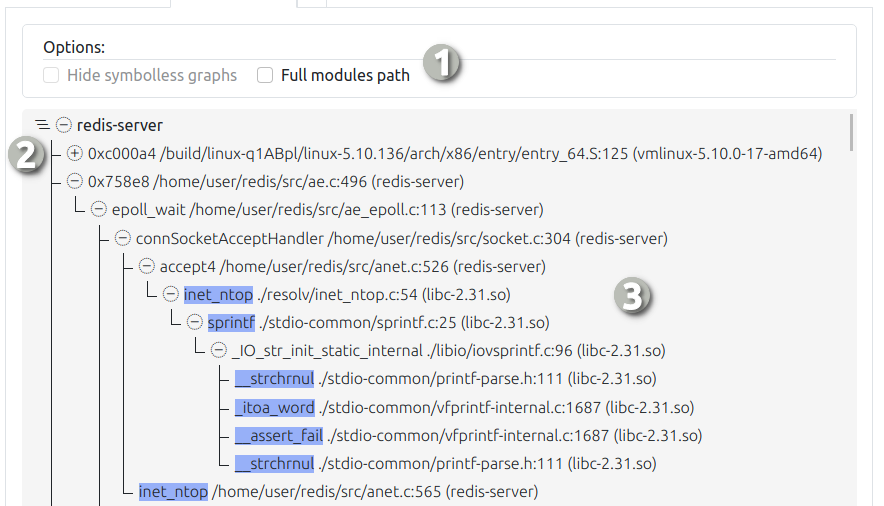 Options:
Hide symbolless graphs Full modules path 1
redis-server
2 0xc000a4 /build/linux-q1ABpl/linux-5.10.136/arch/x86/entry/entry_64.S:125 (vmlinux-5.10.0-17-amd64)
0x758e8 /home/user/redis/src/ae.c:496 (redis-server)
epoll_wait /home/user/redis/src/ae_epoll.c:113 (redis-server)
connSocketAcceptHandler /home/user/redis/src/socket.c:304 (redis-server)
accept4 /home/user/redis/src/anet.c:526 (redis-server)
inet_ntop ./resolv/inet_ntop.c:54 (libc-2.31.so) 3
sprintf ./stdio-common/sprintf.c:25 (libc-2.31.so)
_IO_str_init_static_internal ./libio/iovsprintf.c:96 (libc-2.31.so)
__strchrnul ./stdio-common/printf-parse.h:111 (libc-2.31.so)
_itoa_word ./stdio-common/vfprintf-internal.c:1687 (libc-2.31.so)
__assert_fail ./stdio-common/vfprintf-internal.c:1687 (libc-2.31.so)
__strchrnul ./stdio-common/printf-parse.h:111 (libc-2.31.so)
inet_ntop /home/user/redis/src/anet.c:565 (redis-server)